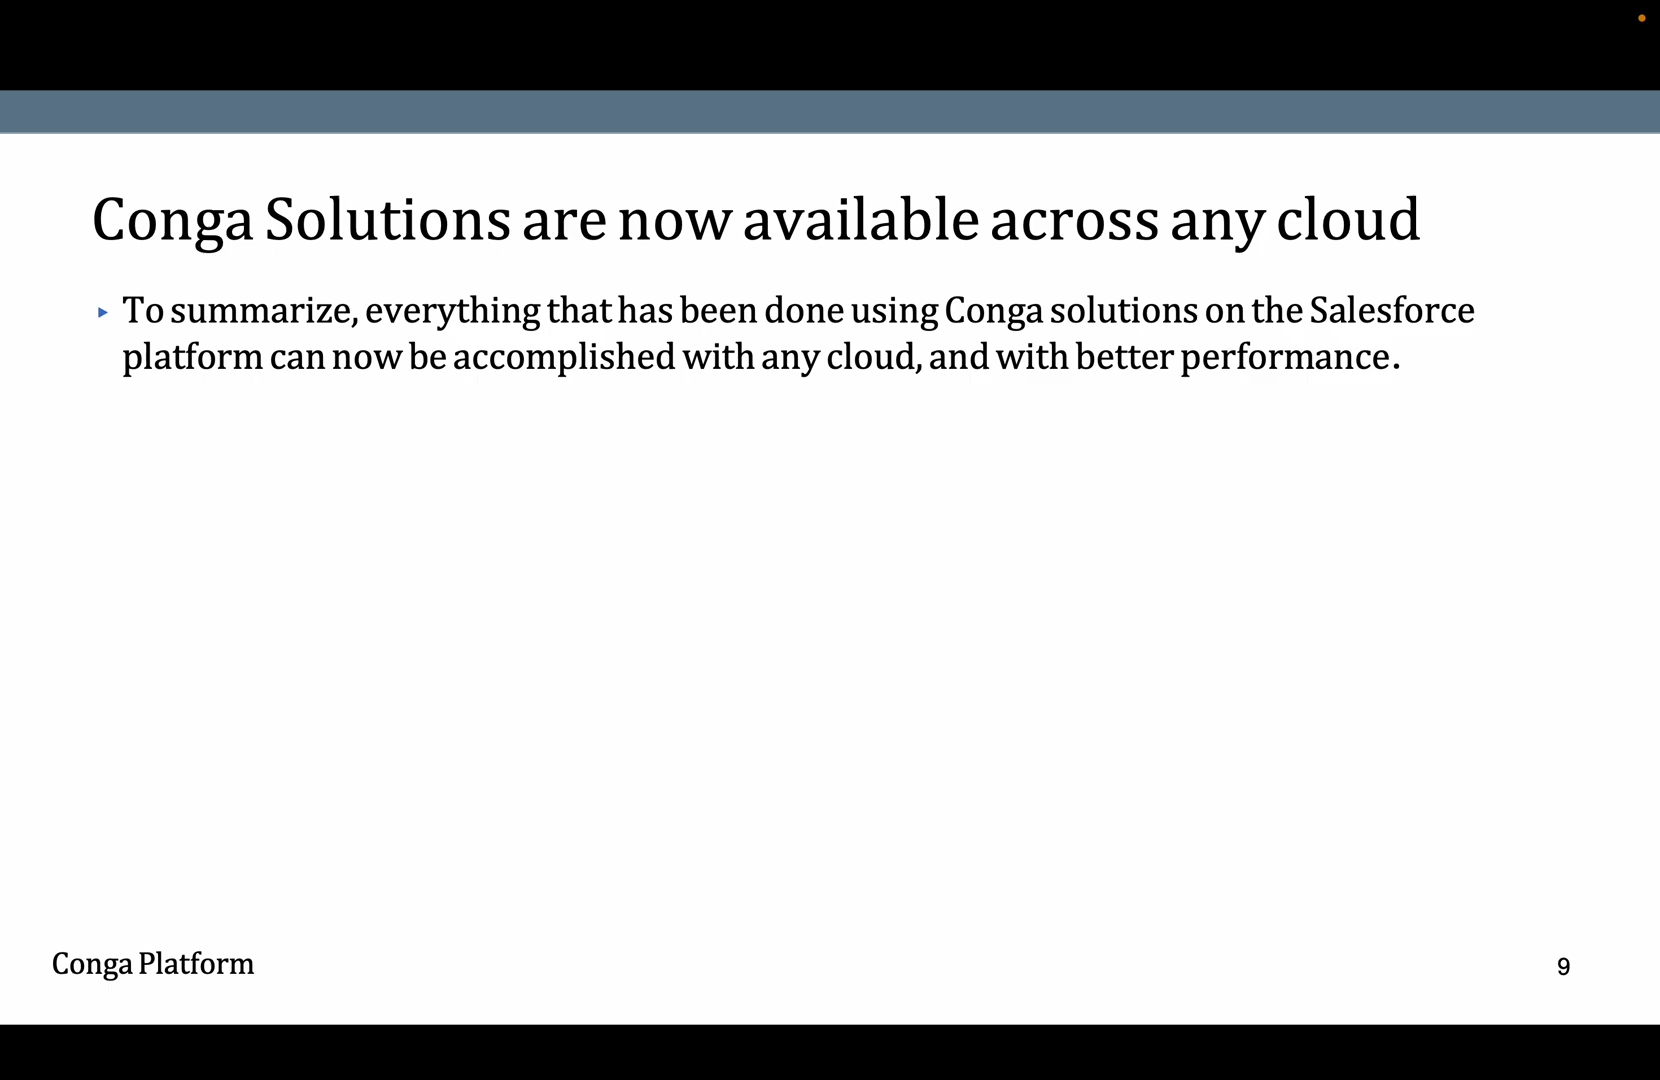 Conga Solutions are now available across any cloud
To summarize, everything that has been done using Conga solutions on the Salesforce
platform can now be accomplished with any cloud, and with better performance.
Conga Platform
9